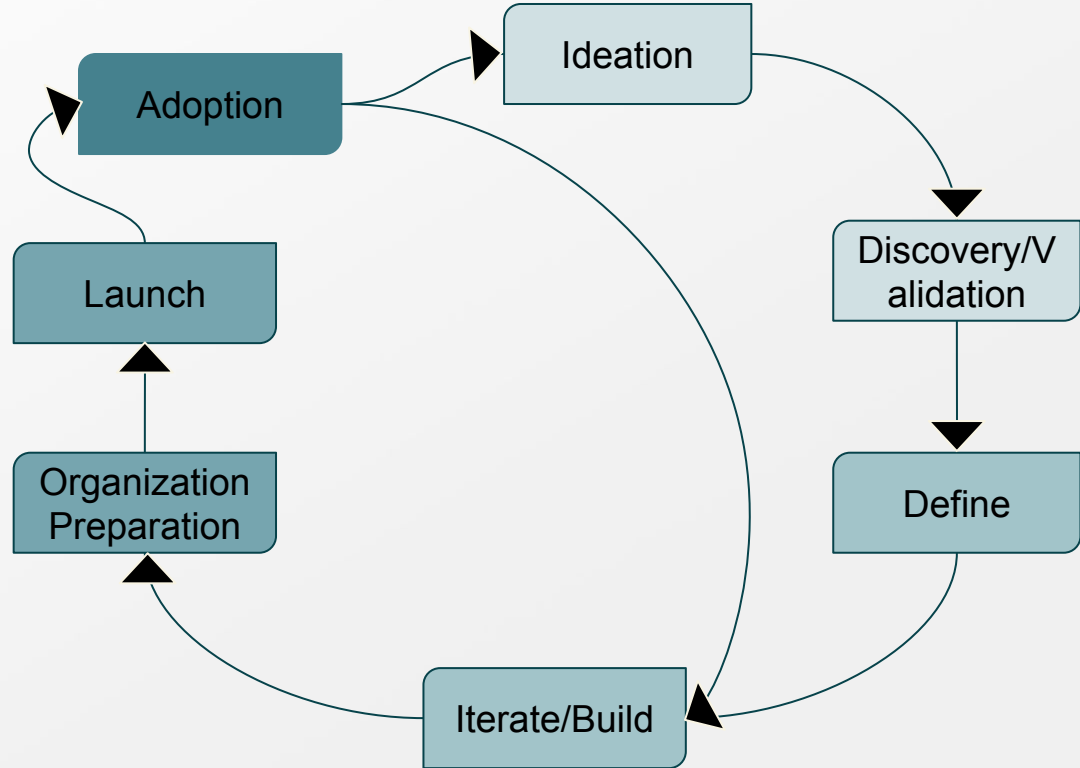 Ideation
Adoption
Discovery/V
alidation
Launch
Organization
Preparation
Define
Iterate/Build